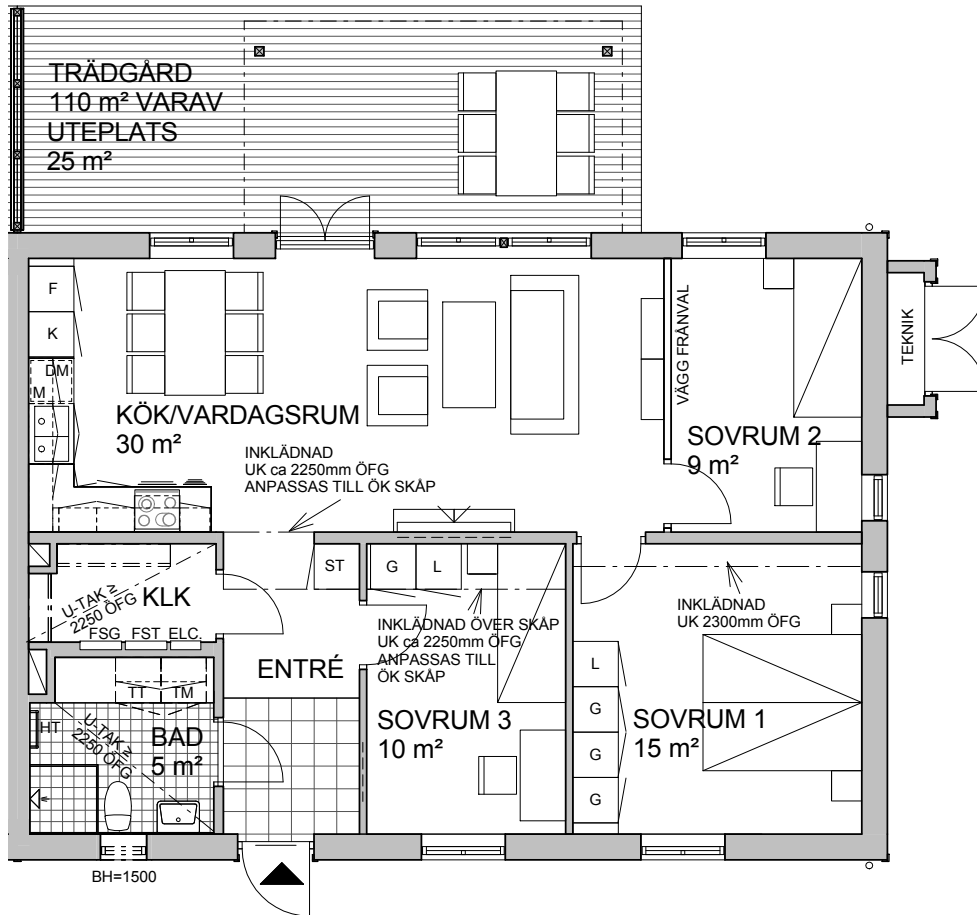 TRÄDGÅRD
110 m² VARAV
UTEPLATS
25 m²
F
K
DM
M
KÖK/VARDAGSRUM
30 m²
VÄGG FRÅNVAL
TEKNIK
SOVRUM 2
9 m²
INKLÄDNAD
UK ca 2250mm ÖFG
ANPASSAS TILL ÖK SKÅP
ST
G
L
U-TAK ≥
2250 ÖFG
KLK
FSG
FST
ELC.
INKLÄDNAD ÖVER SKÅP
UK ca 2250mm ÖFG
ANPASSAS TILL
ÖK SKÅP
INKLÄDNAD
UK 2300mm ÖFG
ENTRÉ
TT
TM
HT
U-TAK ≥
2250 ÖFG
BAD
5 m²
SOVRUM 3
10 m²
L
G
G
G
SOVRUM 1
15 m²
BH=1500